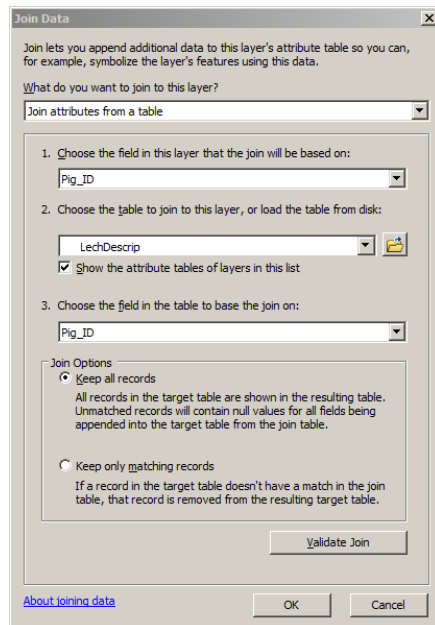 Join Data
Join lets you append additional data to this layer's attribute table so you can,
for example, symbolize the layer's features using this data.
What do you want to join to this layer?
Join attributes from a table
1. Choose the field in this layer that the join will be based on:
Pig_ID
2. Choose the table to join to this layer, or load the table from disk:
LechDescrip
Show the attribute tables of layers in this list
3. Choose the field in the table to base the join on:
Pig_ID
Join Options
Keep all records
All records in the target table are shown in the resulting table.
Unmatched records will contain null values for all fields being
appended into the target table from the join table.
Keep only matching records
If a record in the target table doesn't have a match in the join
table, that record is removed from the resulting target table.
Validate Join
About joining data
OK
Cancel